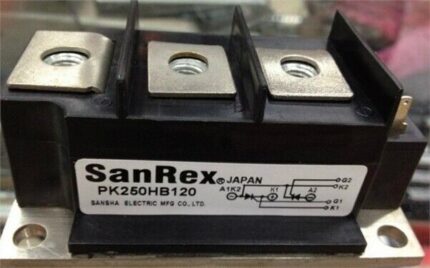 SanRex® JAPAN
PK250HB120
SANSHA ELECTRIC MFG CO., LTD.
A1K2 K1 A2
G2
K2
G1
K1